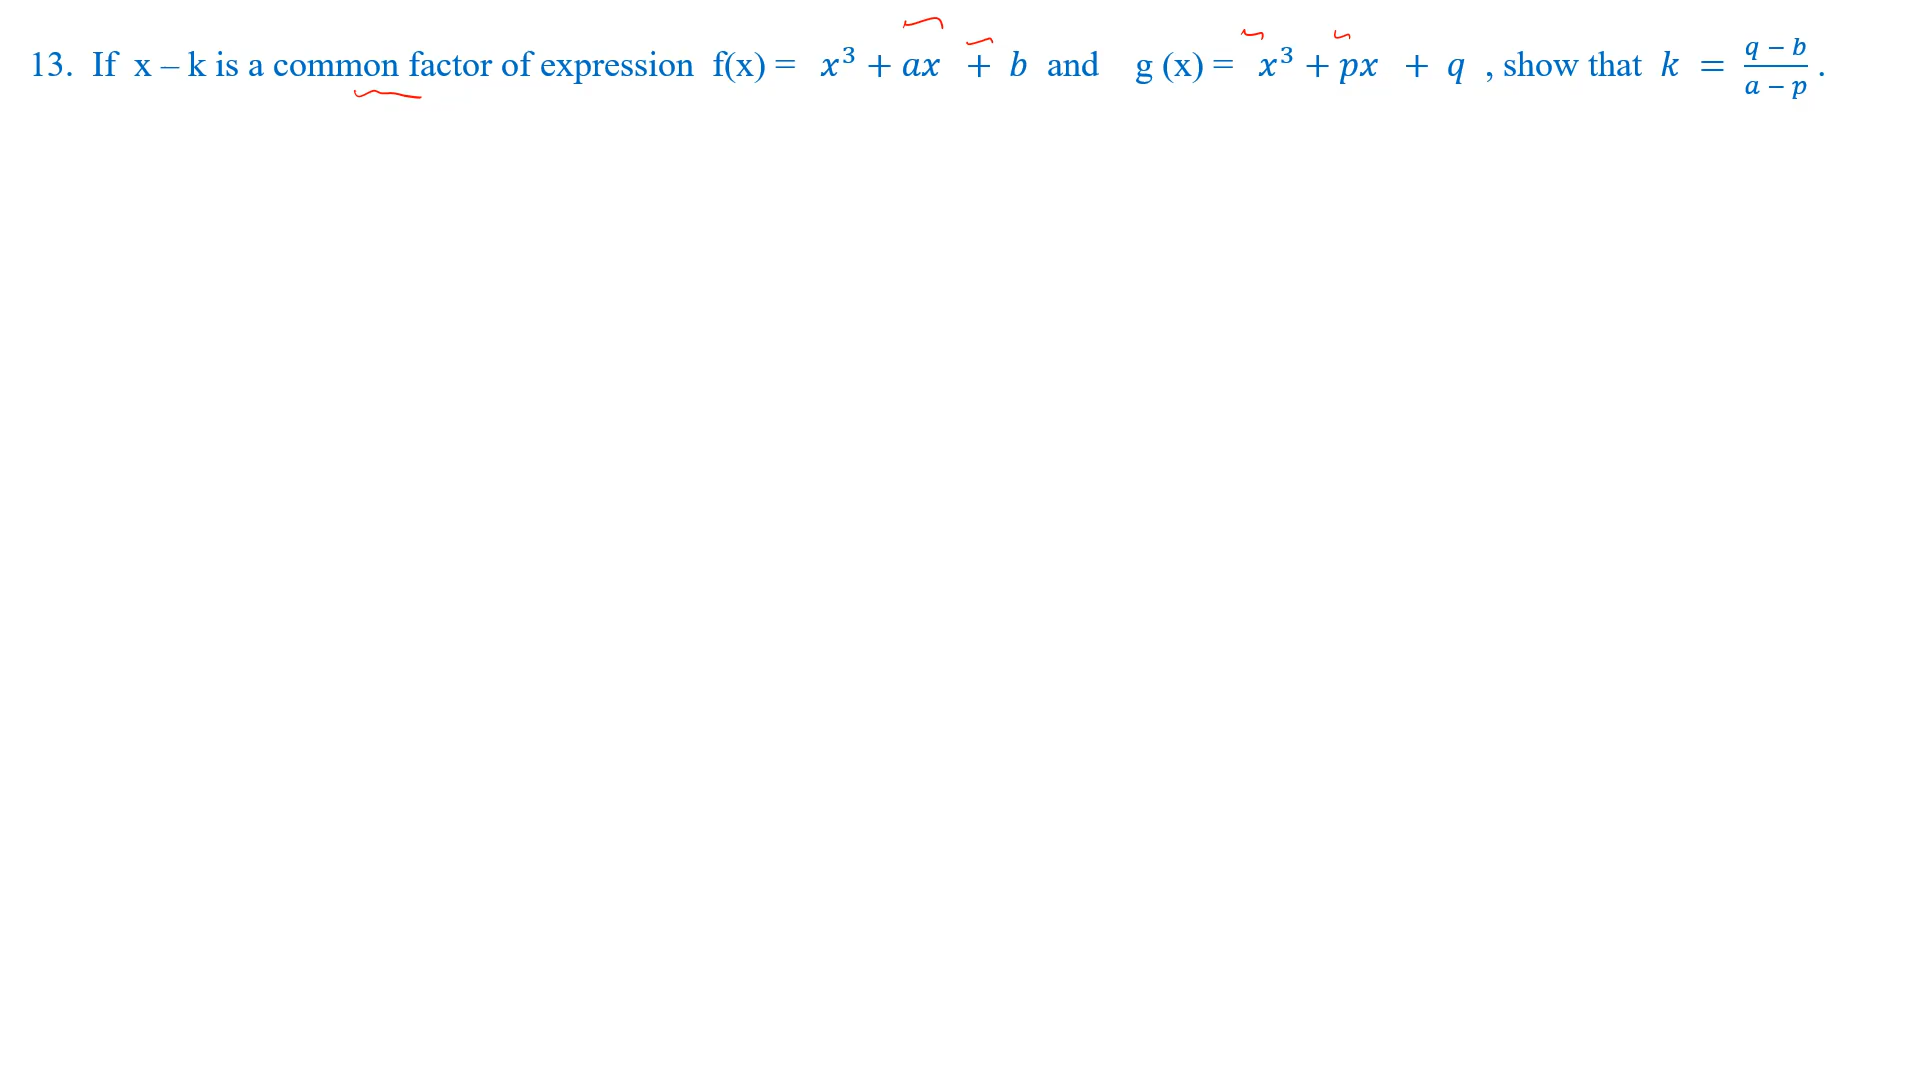 13. If x – k is a common factor of expression f(x) = x³ + ax + b and g (x) = x³ + px + q , show that k = (q − b)/(a − p) .